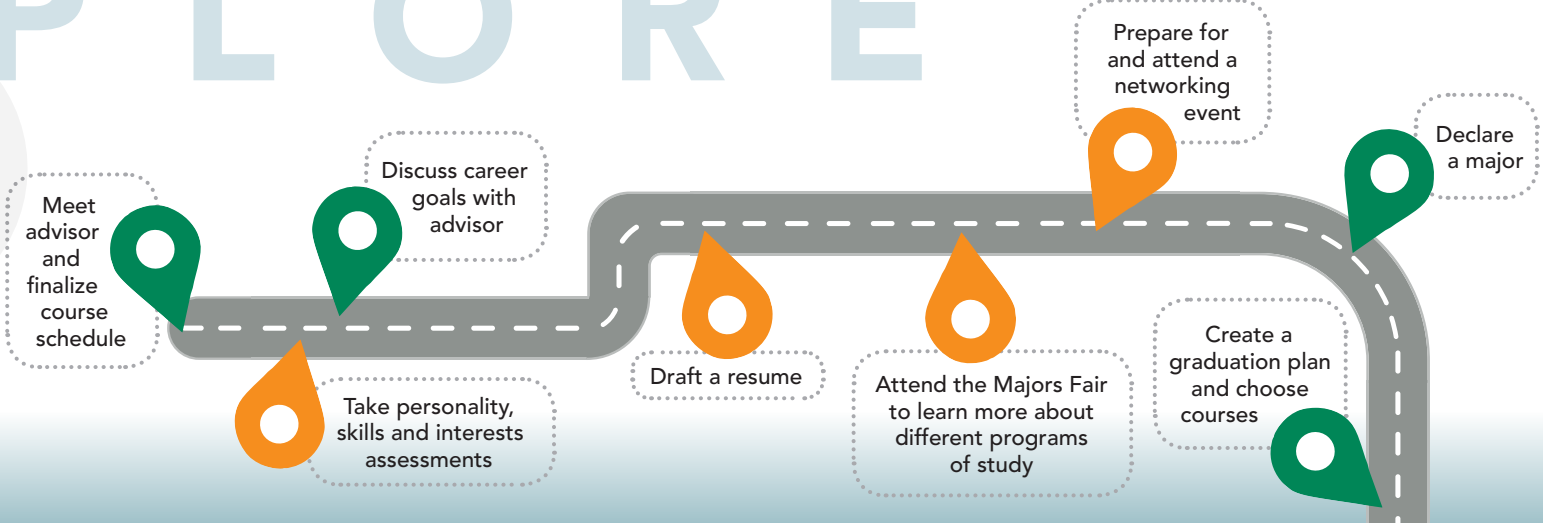 PLORE
Meet
advisor
and
finalize
course
schedule
Take personality,
skills and interests
assessments
Discuss career
goals with
advisor
Draft a resume
Attend the Majors Fair
to learn more about
different programs
of study
Prepare for
and attend a
networking
event
Declare
a major
Create a
graduation plan
and choose
courses